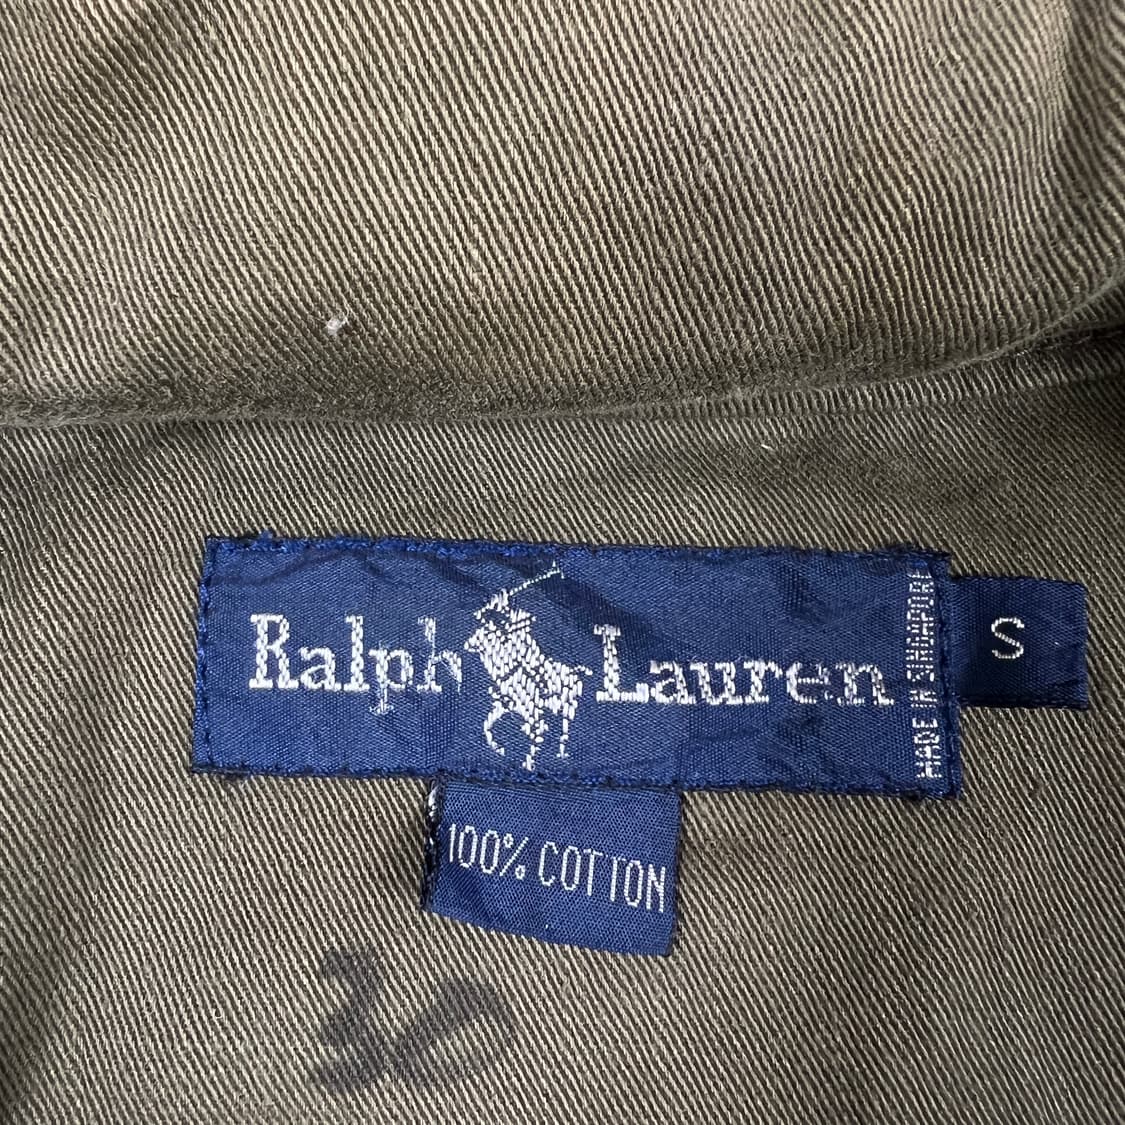 Ralph Lauren
MADE IN SINGAPORE
S
100% COTTON